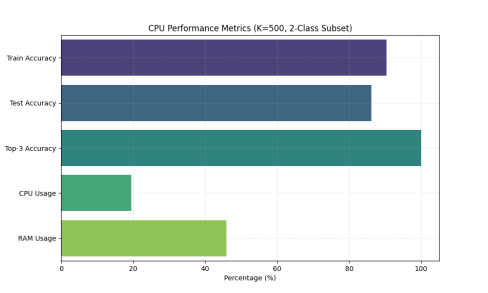 CPU Performance Metrics (K=500, 2-Class Subset)
Train Accuracy
Test Accuracy
Top-3 Accuracy
CPU Usage
RAM Usage
0 20 40 60 80 100
Percentage (%)